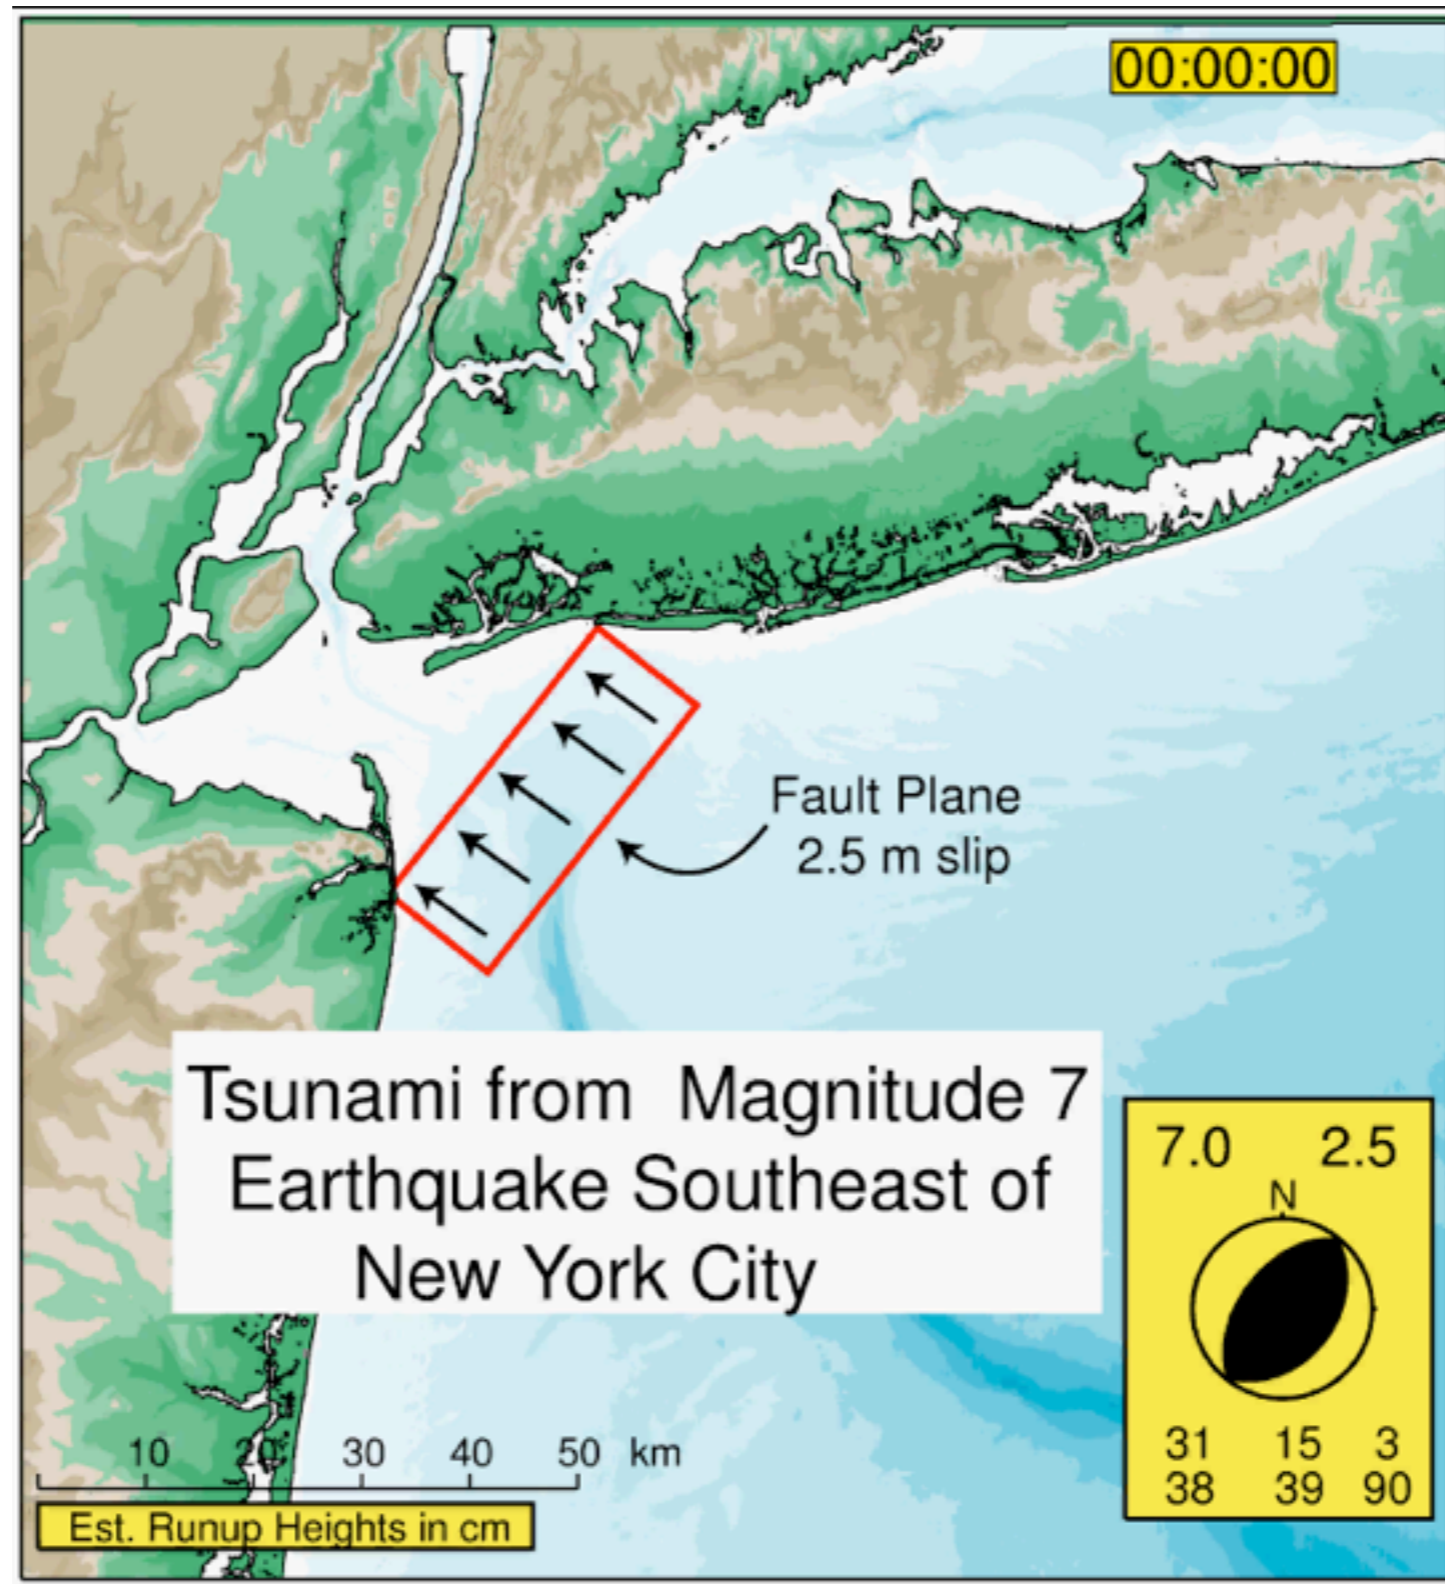 00:00:00
Fault Plane
2.5 m slip
Tsunami from Magnitude 7
Earthquake Southeast of
New York City
7.0 2.5
N
31 15 3
38 39 90
10 20 30 40 50 km
Est. Runup Heights in cm